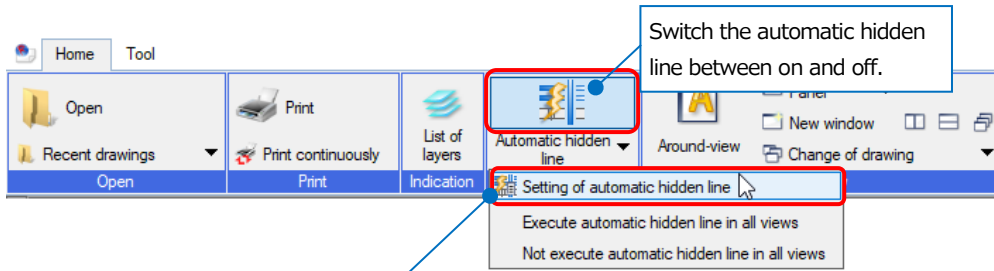 Switch the automatic hidden
line between on and off.
Home Tool
Open
Recent drawings
Open
Print
Print continuously
Print
List of
layers
Indication
Automatic hidden
line
Around-view
Panel
New window
Change of drawing
Setting of automatic hidden line
Execute automatic hidden line in all views
Not execute automatic hidden line in all views